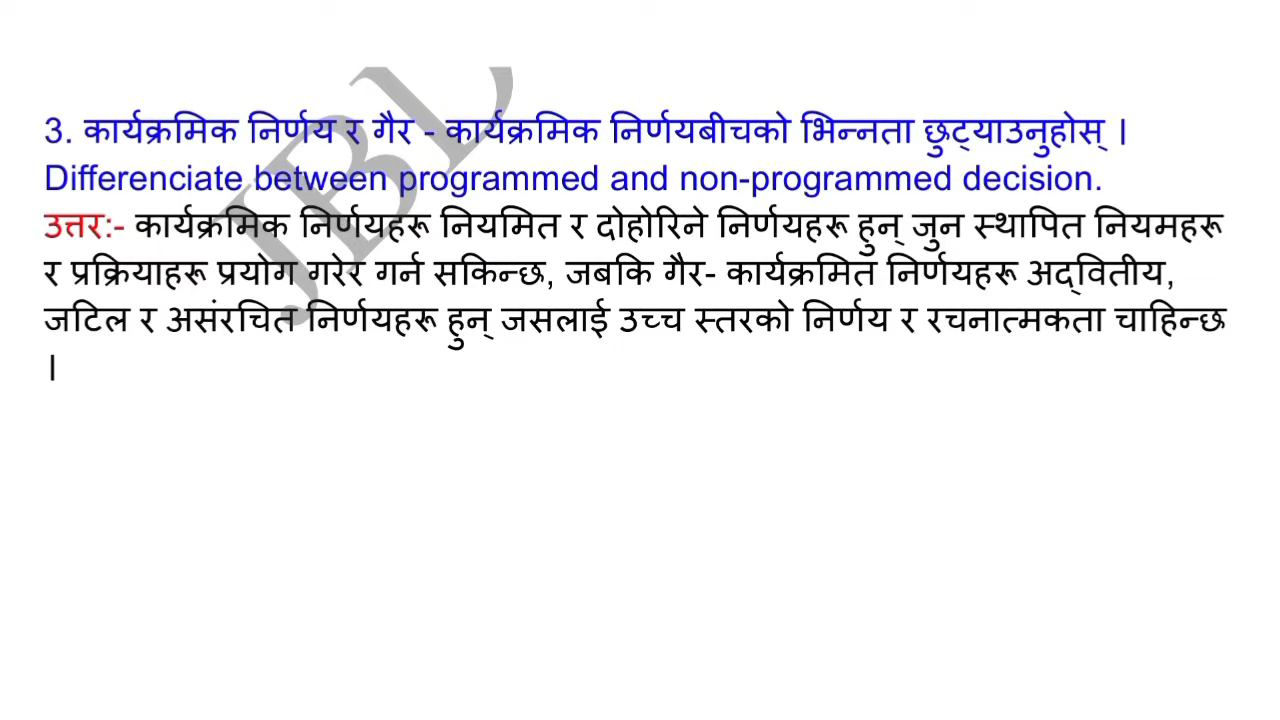 3. कार्यक्रमिक निर्णय र गैर - कार्यक्रमिक निर्णयबीचको भिन्नता छुट्याउनुहोस् ।
Differenciate between programmed and non-programmed decision.
उत्तर:- कार्यक्रमिक निर्णयहरू नियमित र दोहोरिने निर्णयहरू हुन् जुन स्थापित नियमहरू
र प्रक्रियाहरू प्रयोग गरेर गर्न सकिन्छ, जबकि गैर- कार्यक्रमित निर्णयहरू अद्वितीय,
जटिल र असंरचित निर्णयहरू हुन् जसलाई उच्च स्तरको निर्णय र रचनात्मकता चाहिन्छ
।